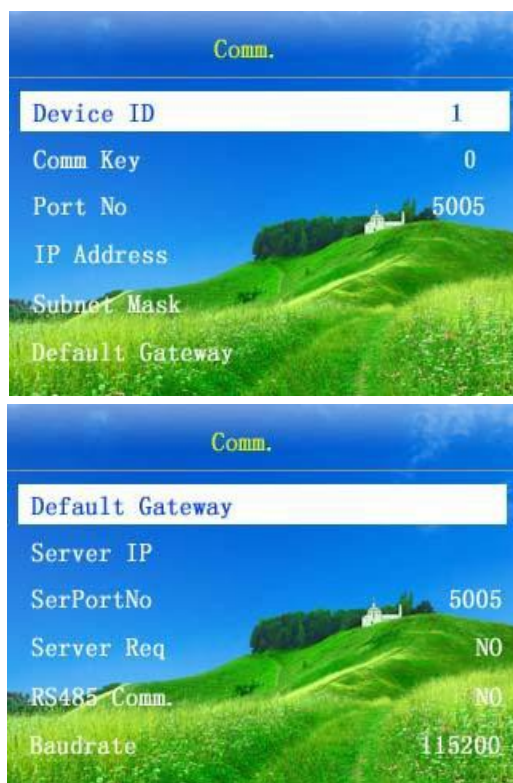 Comm.
Device ID 1
Comm Key 0
Port No 5005
IP Address
Subnet Mask
Default Gateway
Comm.
Default Gateway
Server IP
SerPortNo 5005
Server Req NO
RS485 Comm. NO
Baudrate 115200